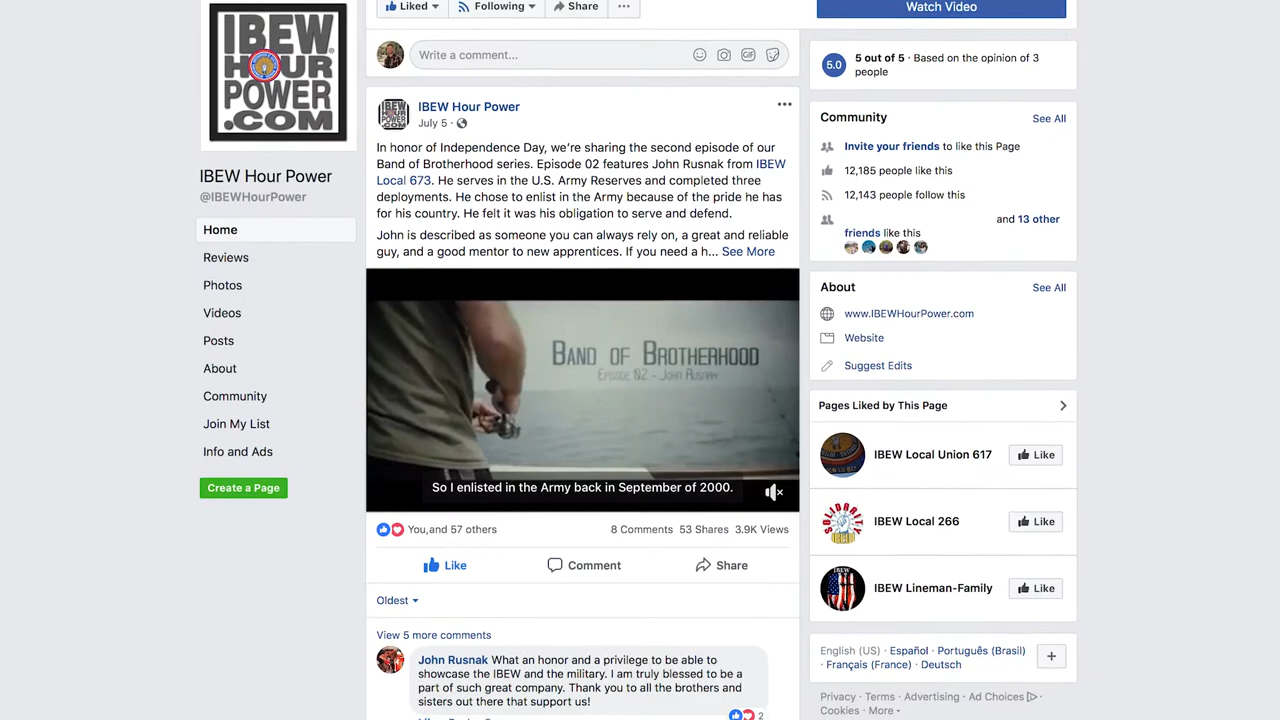 IBEW
HOUR
POWER
.COM
IBEW Hour Power
@IBEWHourPower
Home
Reviews
Photos
Videos
Posts
About
Community
Join My List
Info and Ads
Create a Page
Liked
Following
Share
Write a comment...
GIF
IBEW Hour Power
July 5 ·
In honor of Independence Day, we're sharing the second episode of our
Band of Brotherhood series. Episode 02 features John Rusnak from IBEW
Local 673. He serves in the U.S. Army Reserves and completed three
deployments. He chose to enlist in the Army because of the pride he has
for his country. He felt it was his obligation to serve and defend.
John is described as someone you can always rely on, a great and reliable
guy, and a good mentor to new apprentices. If you need a h... See More
Band of Brotherhood
Episode 02 - John Rusnak
So I enlisted in the Army back in September of 2000.
You, and 57 others
8 Comments 53 Shares 3.9K Views
Like
Comment
Share
Oldest
View 5 more comments
John Rusnak What an honor and a privilege to be able to
showcase the IBEW and the military. I am truly blessed to be a
part of such great company. Thank you to all the brothers and
sisters out there that support us!
2
Watch Video
5.0
5 out of 5 · Based on the opinion of 3
people
Community
See All
Invite your friends to like this Page
12,185 people like this
12,143 people follow this
and 13 other
friends like this
About
See All
www.IBEWHourPower.com
Website
Suggest Edits
Pages Liked by This Page
IBEW Local Union 617
Like
SOLIDARITY
IBEW Local 266
Like
IBEW
IBEW Lineman-Family
Like
English (US) · Español · Português (Brasil)
· Français (France) · Deutsch
Privacy · Terms · Advertising · Ad Choices ·
Cookies · More